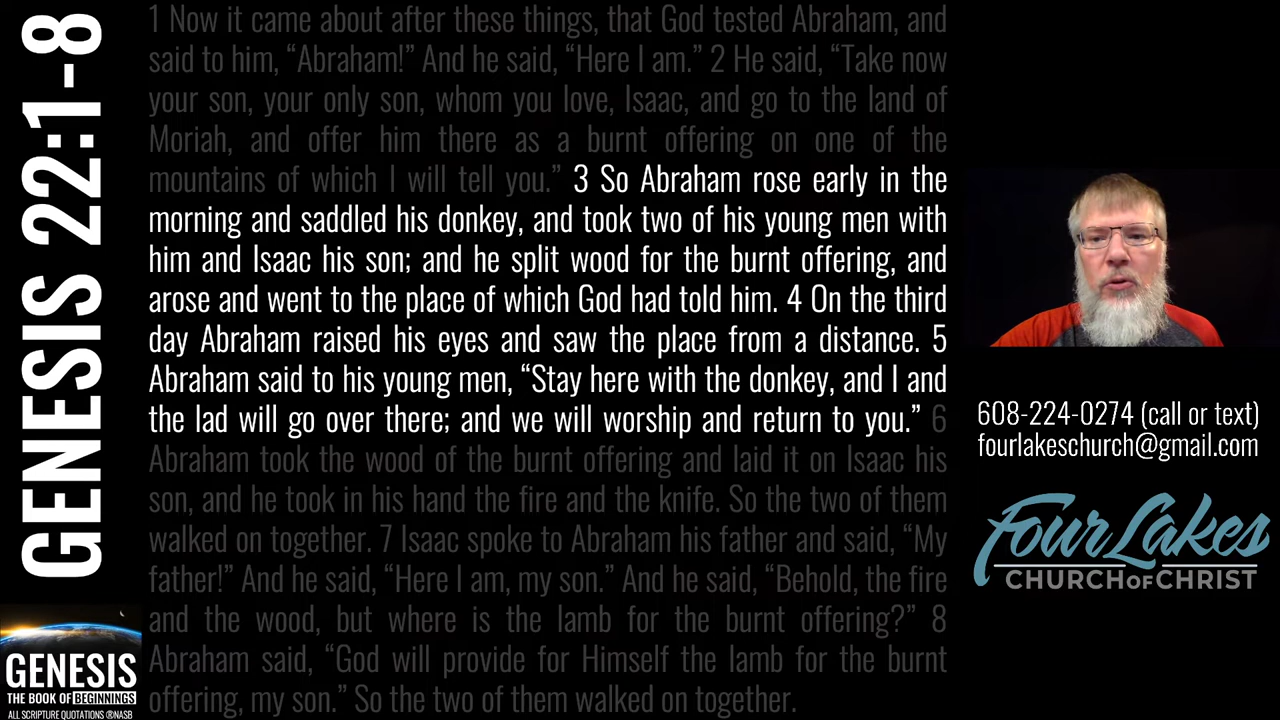 GENESIS 22:1-8
1 Now it came about after these things, that God tested Abraham, and
said to him, “Abraham!” And he said, “Here I am.” 2 He said, “Take now
your son, your only son, whom you love, Isaac, and go to the land of
Moriah, and offer him there as a burnt offering on one of the
mountains of which I will tell you.” 3 So Abraham rose early in the
morning and saddled his donkey, and took two of his young men with
him and Isaac his son; and he split wood for the burnt offering, and
arose and went to the place of which God had told him. 4 On the third
day Abraham raised his eyes and saw the place from a distance. 5
Abraham said to his young men, “Stay here with the donkey, and I and
the lad will go over there; and we will worship and return to you.” 6
Abraham took the wood of the burnt offering and laid it on Isaac his
son, and he took in his hand the fire and the knife. So the two of them
walked on together. 7 Isaac spoke to Abraham his father and said, “My
father!” And he said, “Here I am, my son.” And he said, “Behold, the fire
and the wood, but where is the lamb for the burnt offering?” 8
Abraham said, “God will provide for Himself the lamb for the burnt
offering, my son.” So the two of them walked on together.
608-224-0274 (call or text)
fourlakeschurch@gmail.com
Four Lakes
CHURCH OF CHRIST
GENESIS
THE BOOK OF BEGINNINGS
ALL SCRIPTURE QUOTATIONS @NASB